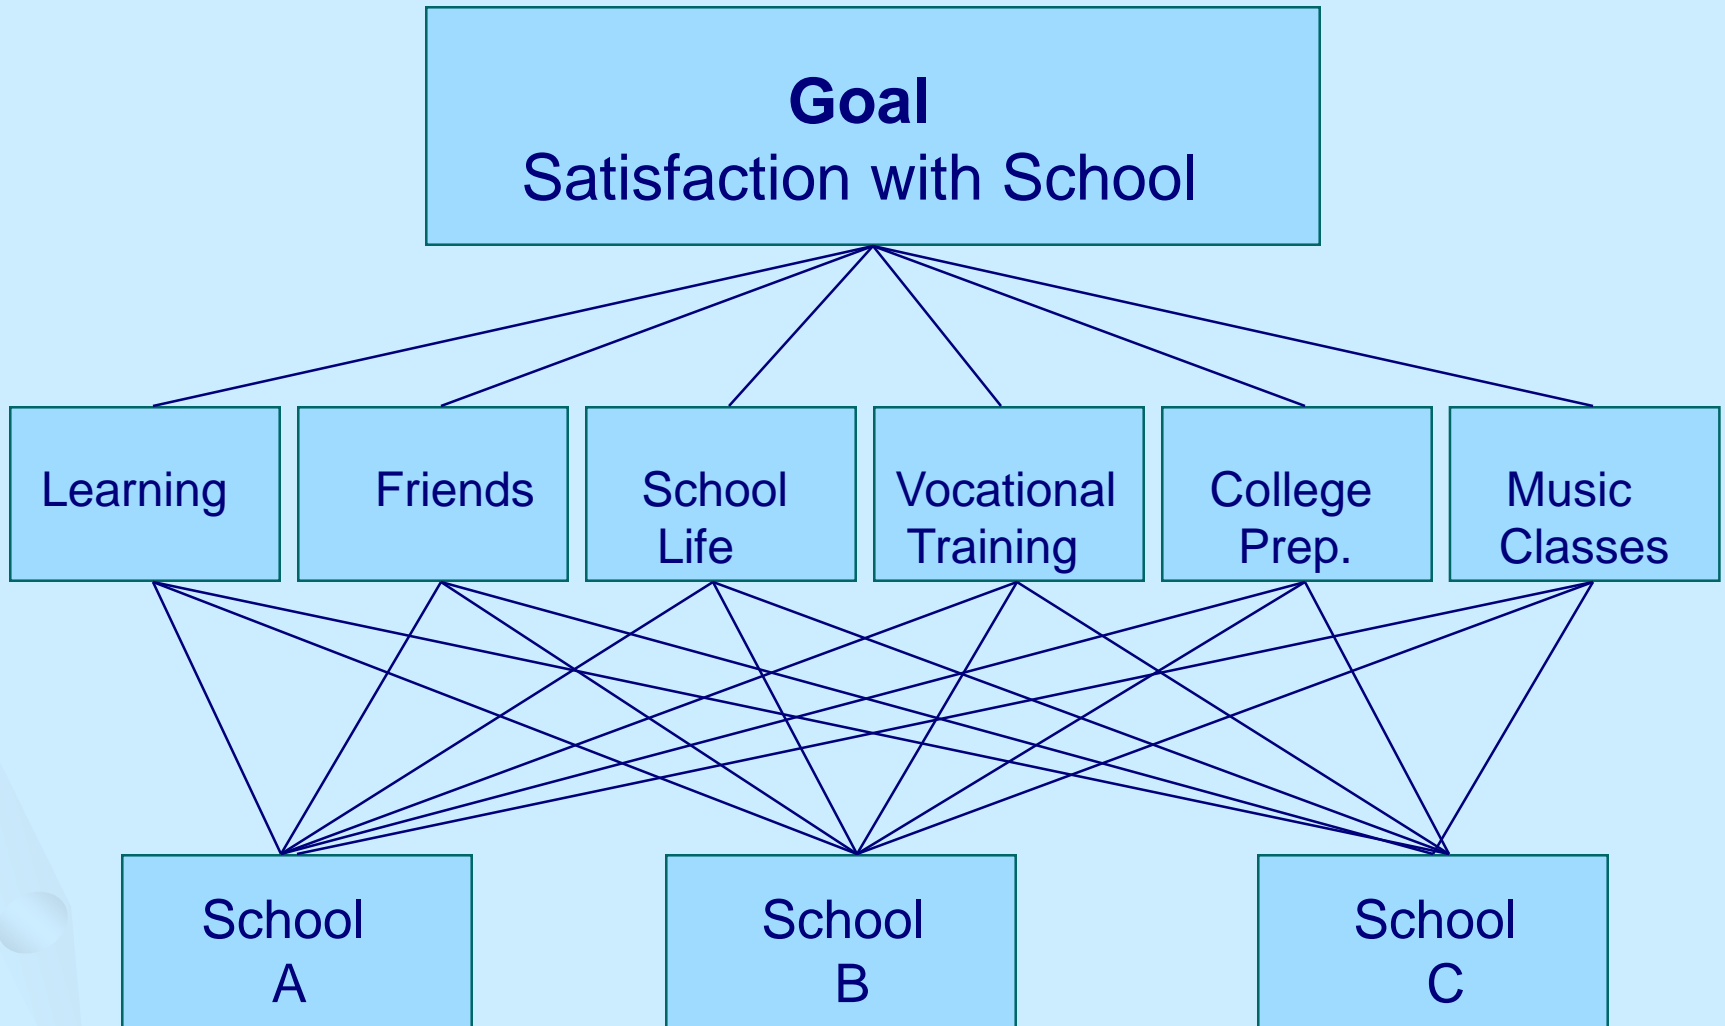 Goal
Satisfaction with School
Learning
Friends
School
Life
Vocational
Training
College
Prep.
Music
Classes
School
A
School
B
School
C